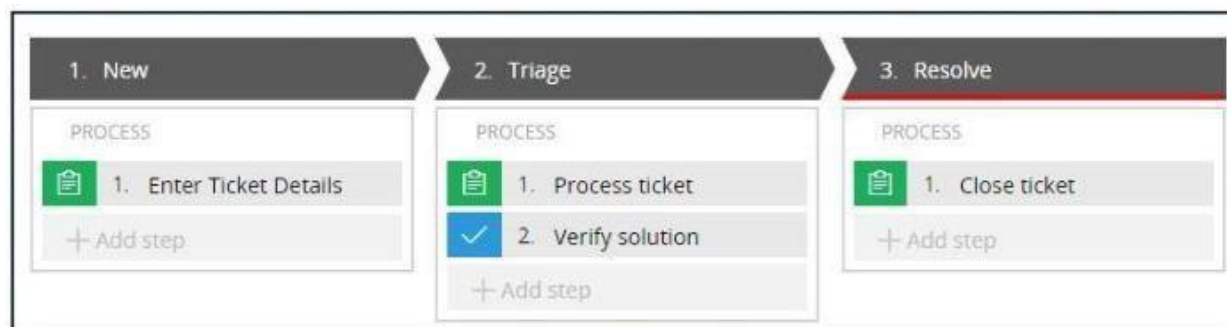 1. New
PROCESS
1. Enter Ticket Details
+ Add step
2. Triage
PROCESS
1. Process ticket
2. Verify solution
+ Add step
3. Resolve
PROCESS
1. Close ticket
+ Add step